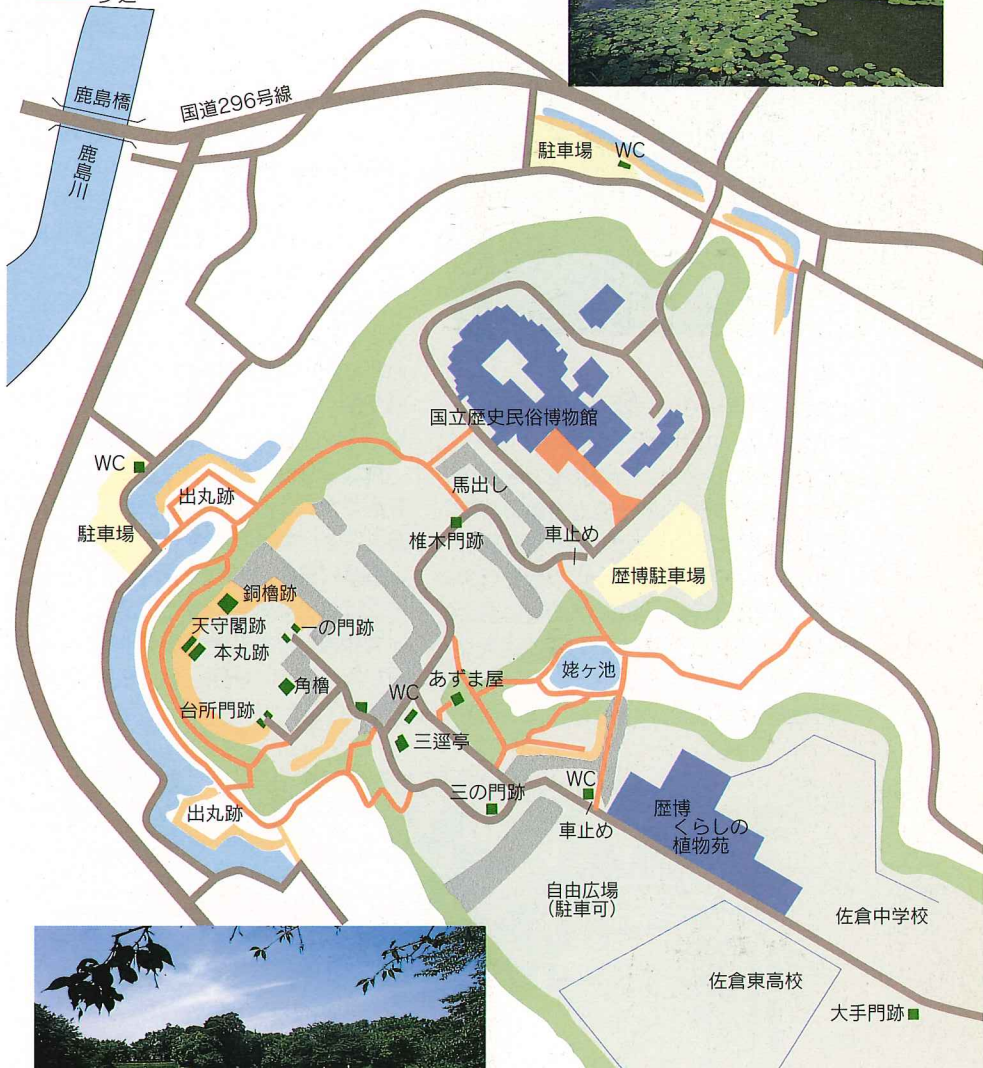 鹿島橋
国道296号線
鹿島川
駐車場
WC
国立歴史民俗博物館
WC
出丸跡
馬出し
駐車場
椎木門跡
車止め
歴博駐車場
銅櫓跡
天守閣跡
一の門跡
本丸跡
姥ヶ池
角櫓
WC
あずま屋
台所門跡
三逕亭
出丸跡
三の門跡
WC
車止め
歴博
くらしの
植物苑
自由広場
(駐車可)
佐倉中学校
佐倉東高校
大手門跡